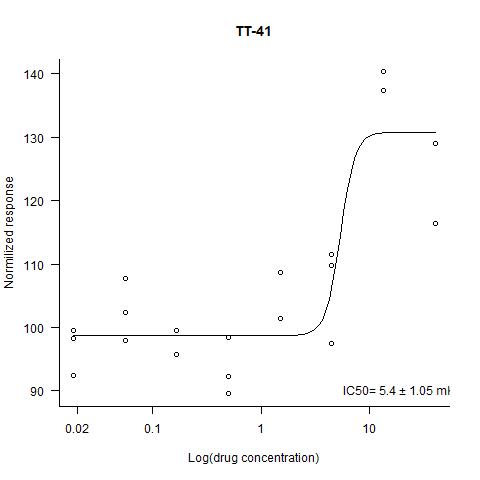 TT-41
140
130
120
110
100
90
Normilized response
IC50= 5.4 ± 1.05
0.02 0.1 1 10
Log(drug concentration)